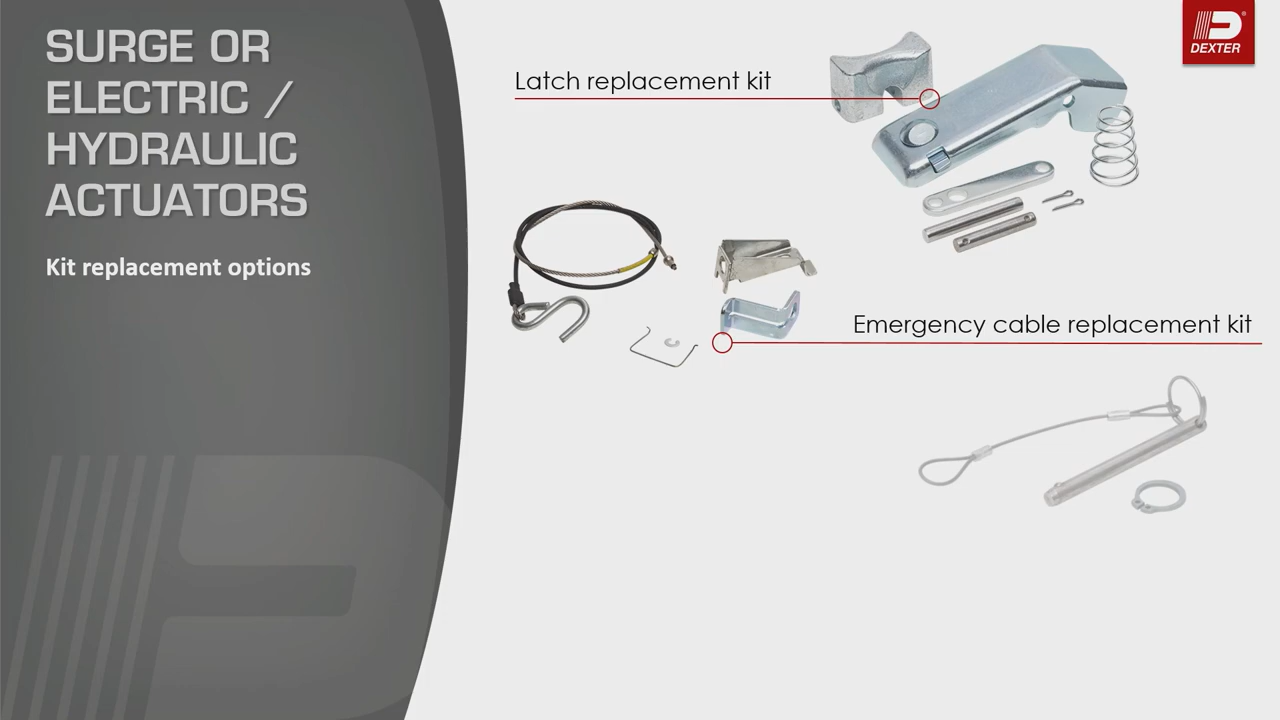 SURGE OR
ELECTRIC /
HYDRAULIC
ACTUATORS
Kit replacement options
Latch replacement kit
Emergency cable replacement kit
DEXTER